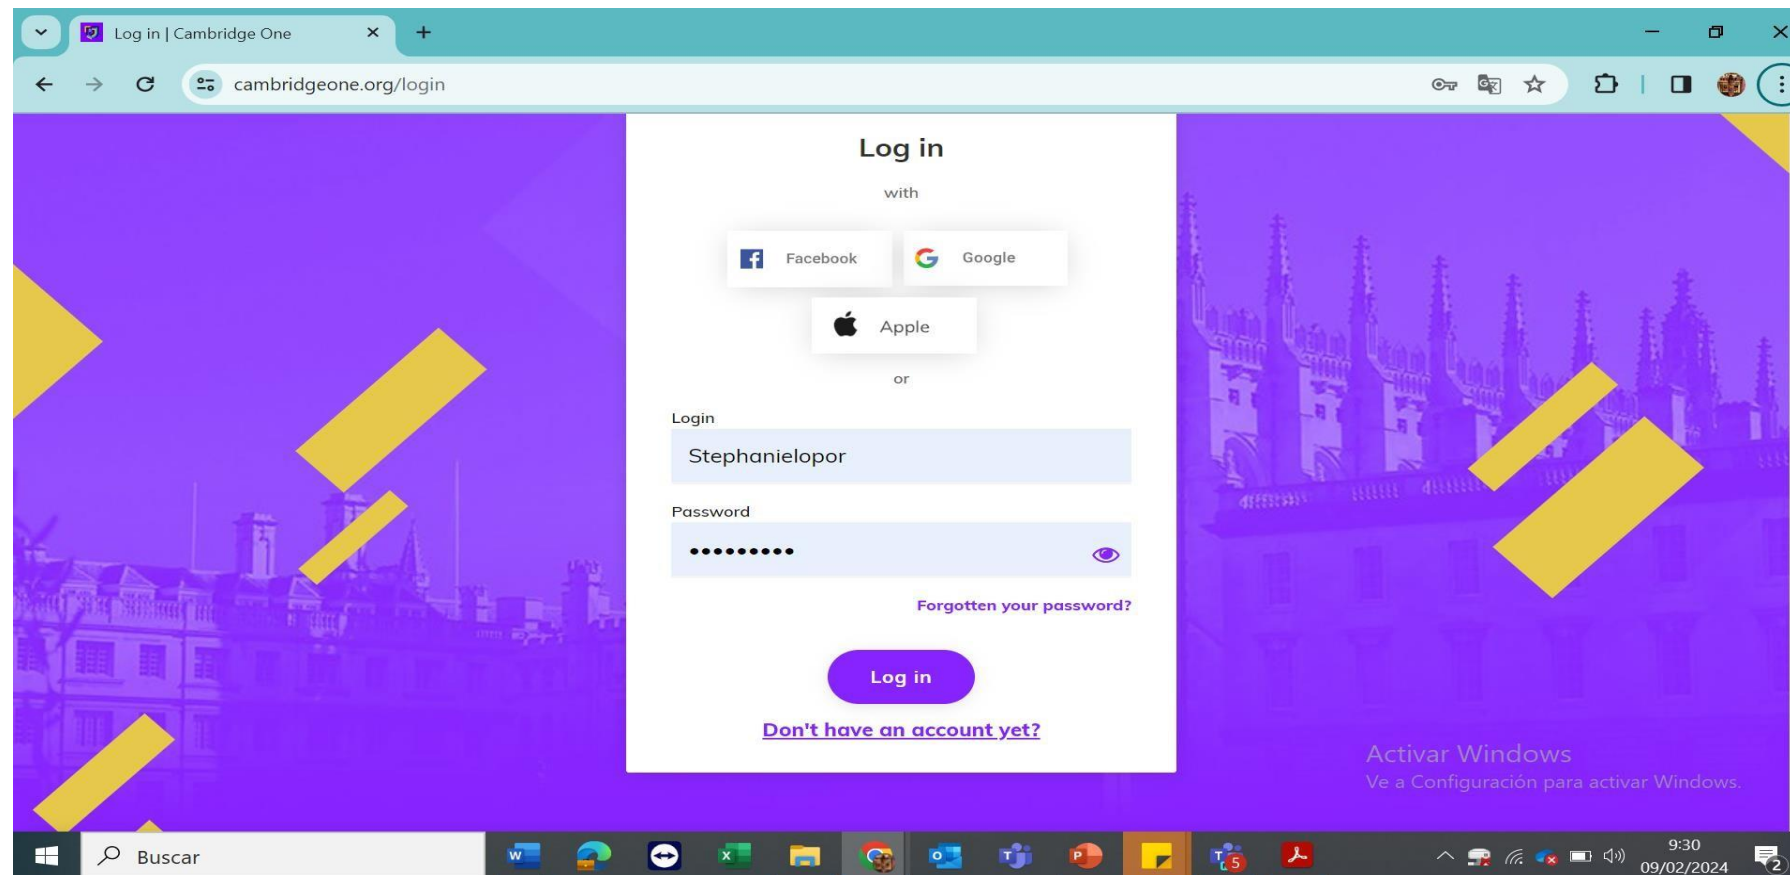 Log in | Cambridge One
cambridgeone.org/login
Log in
with
Facebook
Google
Apple
or
Login
Stephanielopor
Password
•••••••••
Forgotten your password?
Log in
Don't have an account yet?
Activar Windows
Ve a Configuración para activar Windows.
Buscar
5
9:30
09/02/2024
2